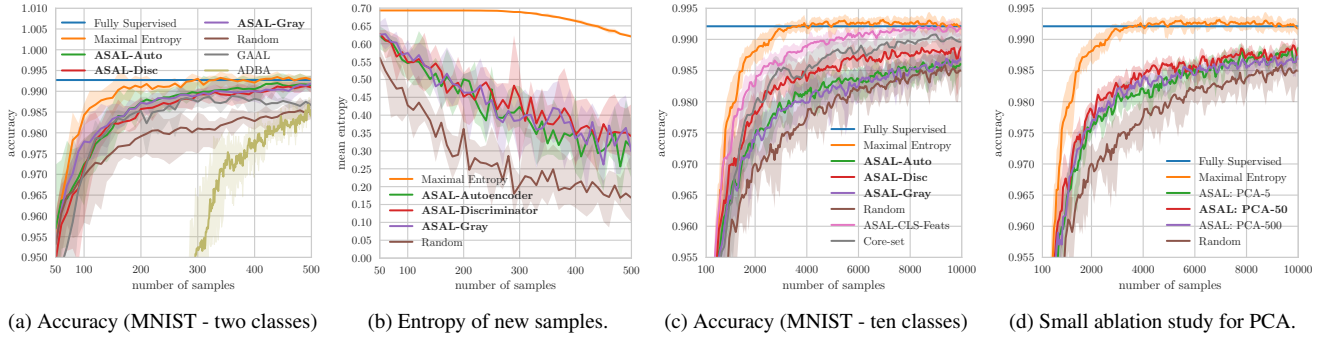 1.010
1.005
1.000
0.995
0.990
0.985
0.980
0.975
0.970
0.965
0.960
0.955
0.950
accuracy
Fully Supervised
Maximal Entropy
ASAL-Auto
ASAL-Disc
ASAL-Gray
Random
GAAL
ADBA
50 100 200 300 400 500
number of samples
(a) Accuracy (MNIST - two classes)
0.70
0.65
0.60
0.55
0.50
0.45
0.40
0.35
0.30
0.25
0.20
0.15
0.10
0.05
0.00
mean entropy
Maximal Entropy
ASAL-Autoencoder
ASAL-Discriminator
ASAL-Gray
Random
50 100 200 300 400 500
number of samples
(b) Entropy of new samples.
0.995
0.990
0.985
0.980
0.975
0.970
0.965
0.960
0.955
accuracy
Fully Supervised
Maximal Entropy
ASAL-Auto
ASAL-Disc
ASAL-Gray
Random
ASAL-CLS-Feats
Core-set
100 2000 4000 6000 8000 10000
number of samples
(c) Accuracy (MNIST - ten classes)
0.995
0.990
0.985
0.980
0.975
0.970
0.965
0.960
0.955
accuracy
Fully Supervised
Maximal Entropy
ASAL: PCA-5
ASAL: PCA-50
ASAL: PCA-500
Random
100 2000 4000 6000 8000 10000
number of samples
(d) Small ablation study for PCA.